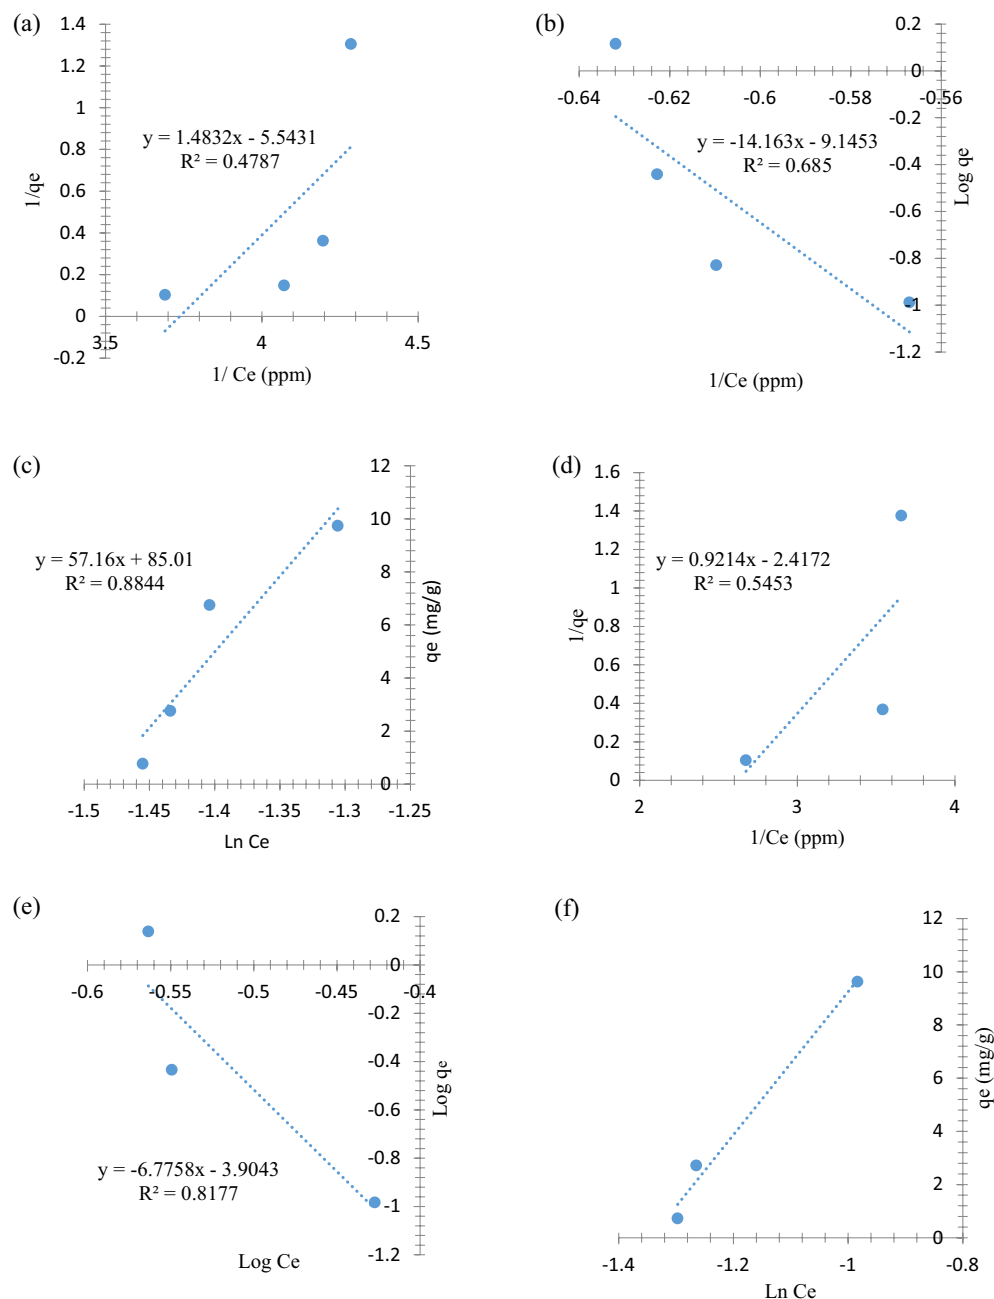 (a)
1.4
1.2
1
0.8
0.6
0.4
0.2
0
-0.2
1/qe
y = 1.4832x - 5.5431
R² = 0.4787
3.5
4
4.5
1/ Ce (ppm)
(b)
0.2
0
-0.2
-0.4
-0.6
-0.8
-1
-1.2
Log qe
-0.64
-0.62
-0.6
-0.58
-0.56
y = -14.163x - 9.1453
R² = 0.685
1/Ce (ppm)
(c)
12
10
8
6
4
2
0
qe (mg/g)
y = 57.16x + 85.01
R² = 0.8844
-1.5
-1.45
-1.4
-1.35
-1.3
-1.25
Ln Ce
(d)
1.6
1.4
1.2
1
0.8
0.6
0.4
0.2
0
1/qe
y = 0.9214x - 2.4172
R² = 0.5453
2
3
4
1/Ce (ppm)
(e)
0.2
0
-0.2
-0.4
-0.6
-0.8
-1
-1.2
Log qe
-0.6
-0.55
-0.5
-0.45
-0.4
y = -6.7758x - 3.9043
R² = 0.8177
Log Ce
(f)
12
10
8
6
4
2
0
qe (mg/g)
-1.4
-1.2
-1
-0.8
Ln Ce